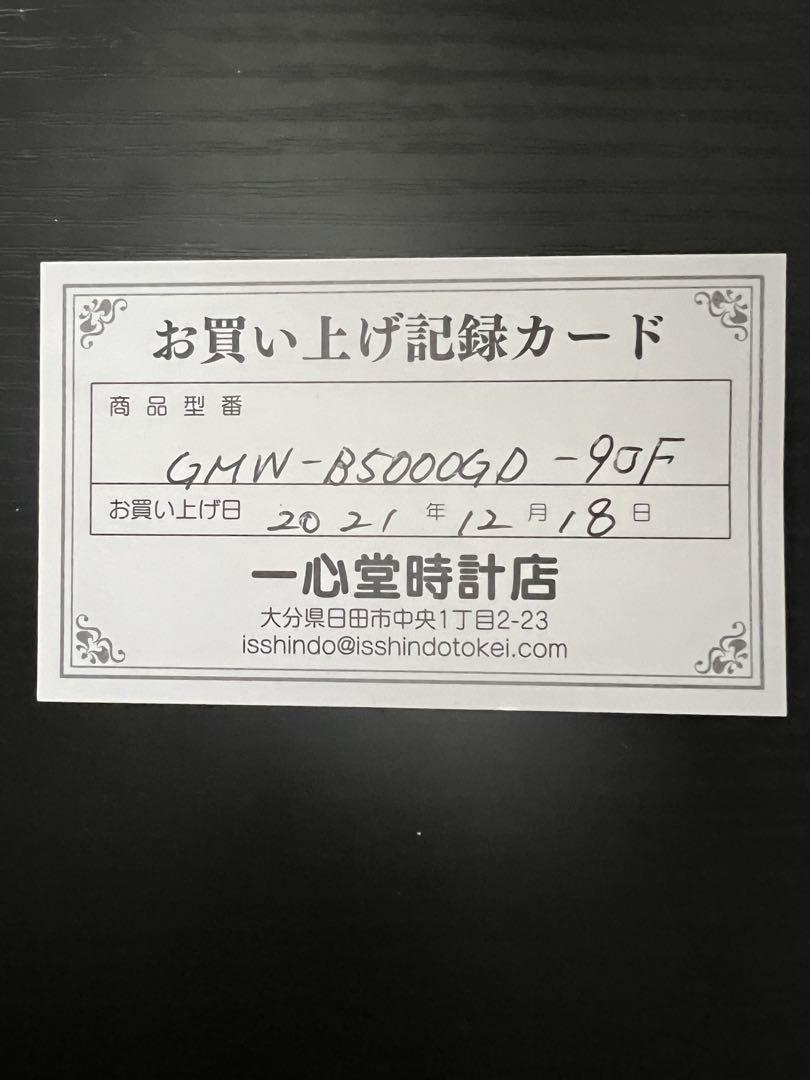 お買い上げ記録カード
商品型番
GMW-B5000GD-9JF
お買い上げ日 2021年12月18日
一心堂時計店
大分県日田市中央1丁目2-23
isshindo@isshindotokei.com